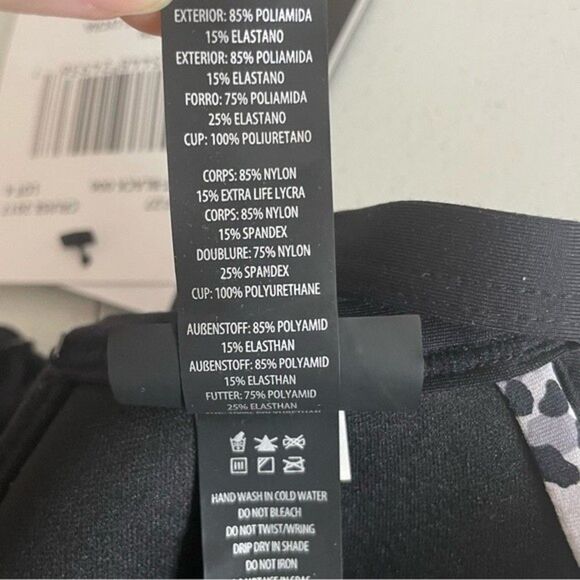 EXTERIOR: 85% POLIAMIDA
15% ELASTANO
EXTERIOR: 85% POLIAMIDA
15% ELASTANO
FORRO: 75% POLIAMIDA
25% ELASTANO
CUP: 100% POLIURETANO
CORPS: 85% NYLON
15% EXTRA LIFE LYCRA
CORPS: 85% NYLON
15% SPANDEX
DOUBLURE: 75% NYLON
25% SPANDEX
CUP: 100% POLYURETHANE
AUßENSTOFF: 85% POLYAMID
15% ELASTHAN
AUßENSTOFF: 85% POLYAMID
15% ELASTHAN
FUTTER: 75% POLYAMID
25% ELASTHAN
HAND WASH IN COLD WATER
DO NOT BLEACH
DO NOT TWIST/WRING
DRIP DRY IN SHADE
DO NOT IRON